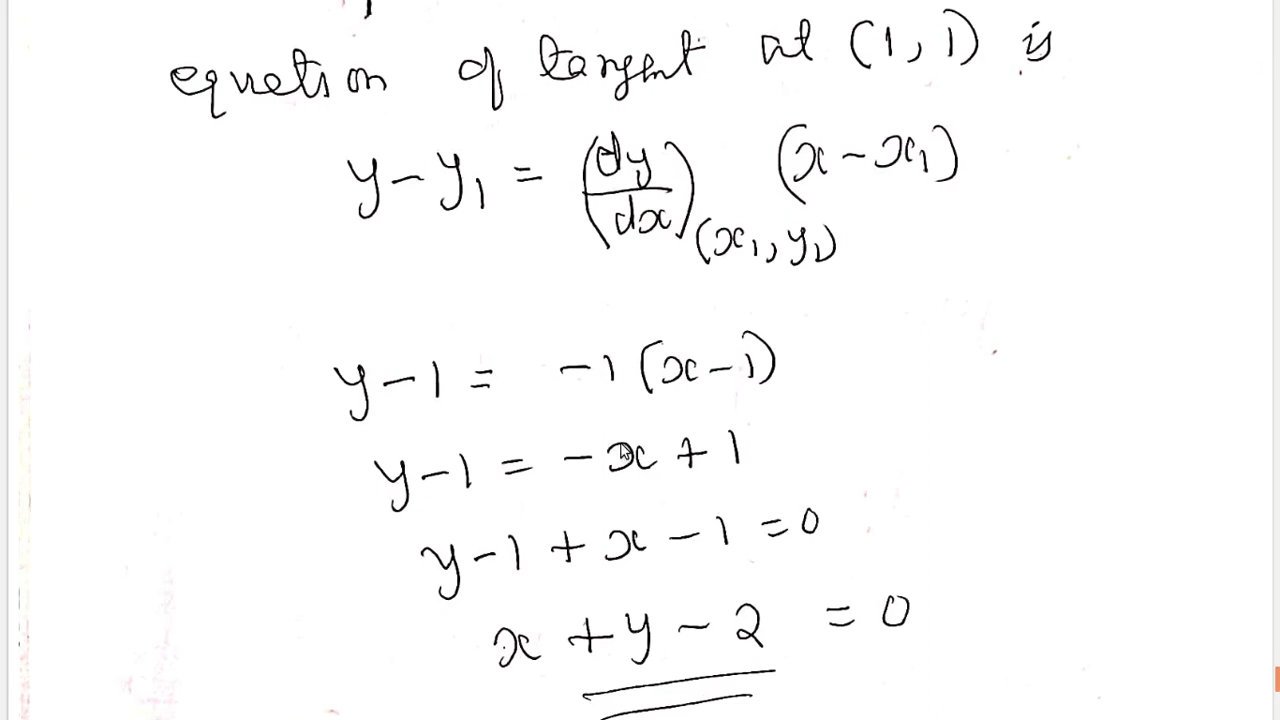 equation of tangent at (1, 1) is
y - y₁ = (dy/dx)(x₁, y₁) (x - x₁)
y - 1 = -1 (x - 1)
y - 1 = -x + 1
y - 1 + x - 1 = 0
x + y - 2 = 0